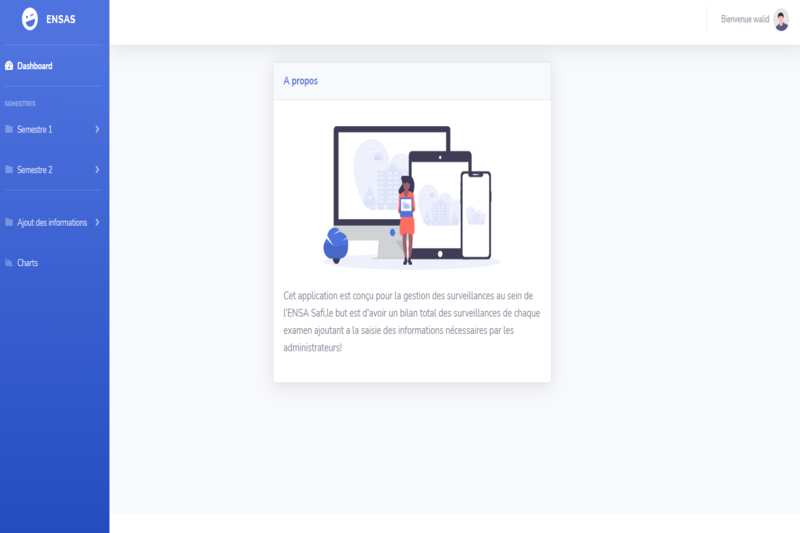 ENSAS
Bienvenue walid
Dashboard
SEMESTRES
Semestre 1
Semestre 2
Ajout des informations
Charts
A propos
Cet application est conçu pour la gestion des surveillances au sein de
l'ENSA Safi,le but est d'avoir un bilan total des surveillances de chaque
examen ajoutant a la saisie des informations nécessaires par les
administrateurs!